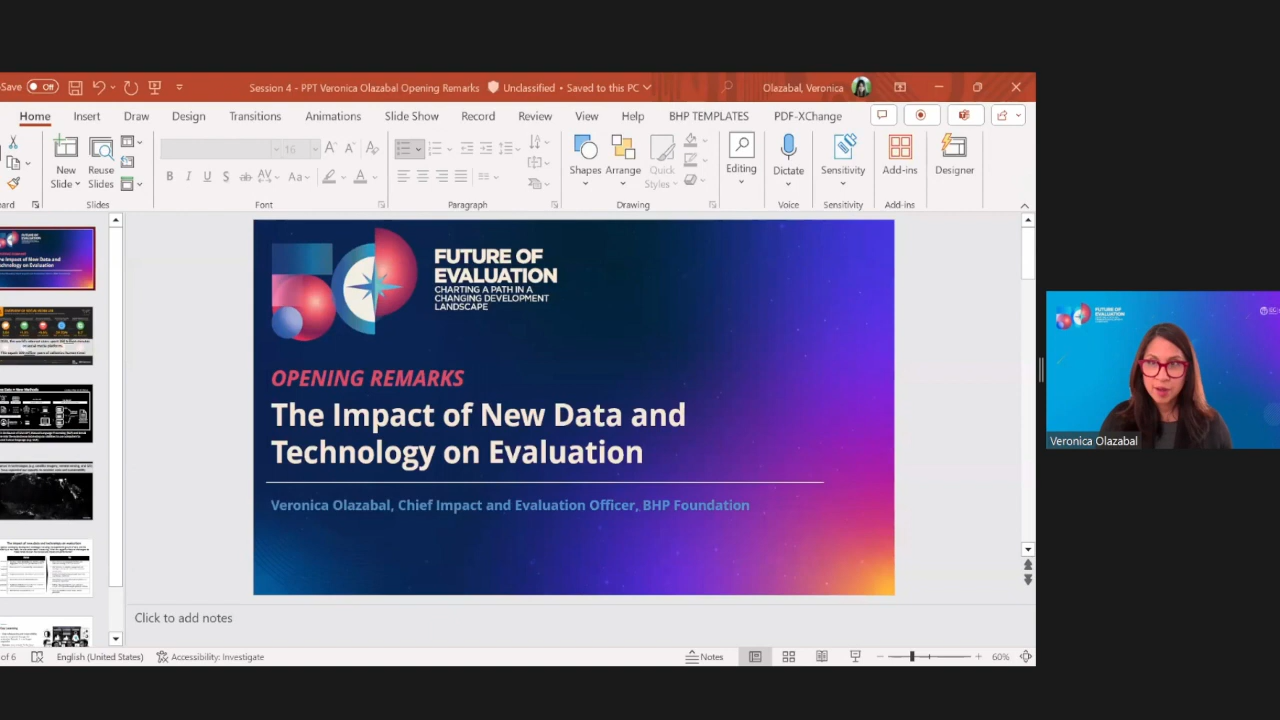 Save
Off
Session 4 - PPT Veronica Olazabal Opening Remarks
Unclassified • Saved to this PC
Olazabal, Veronica
Home Insert Draw Design Transitions Animations Slide Show Record Review View Help BHP TEMPLATES PDF-XChange
New
Slide
Reuse
Slides
16
Shapes
Arrange
Quick
Styles
Editing
Dictate
Sensitivity
Add-ins
Designer
ard
Slides
Font
Paragraph
Drawing
Voice
Sensitivity
Add-ins
FUTURE OF
EVALUATION
CHARTING A PATH IN A
CHANGING DEVELOPMENT
LANDSCAPE
OPENING REMARKS
The Impact of New Data and
Technology on Evaluation
Veronica Olazabal, Chief Impact and Evaluation Officer, BHP Foundation
FUTURE OF
EVALUATION
Veronica Olazabal
Click to add notes
of 6
English (United States)
Accessibility: Investigate
Notes
60%